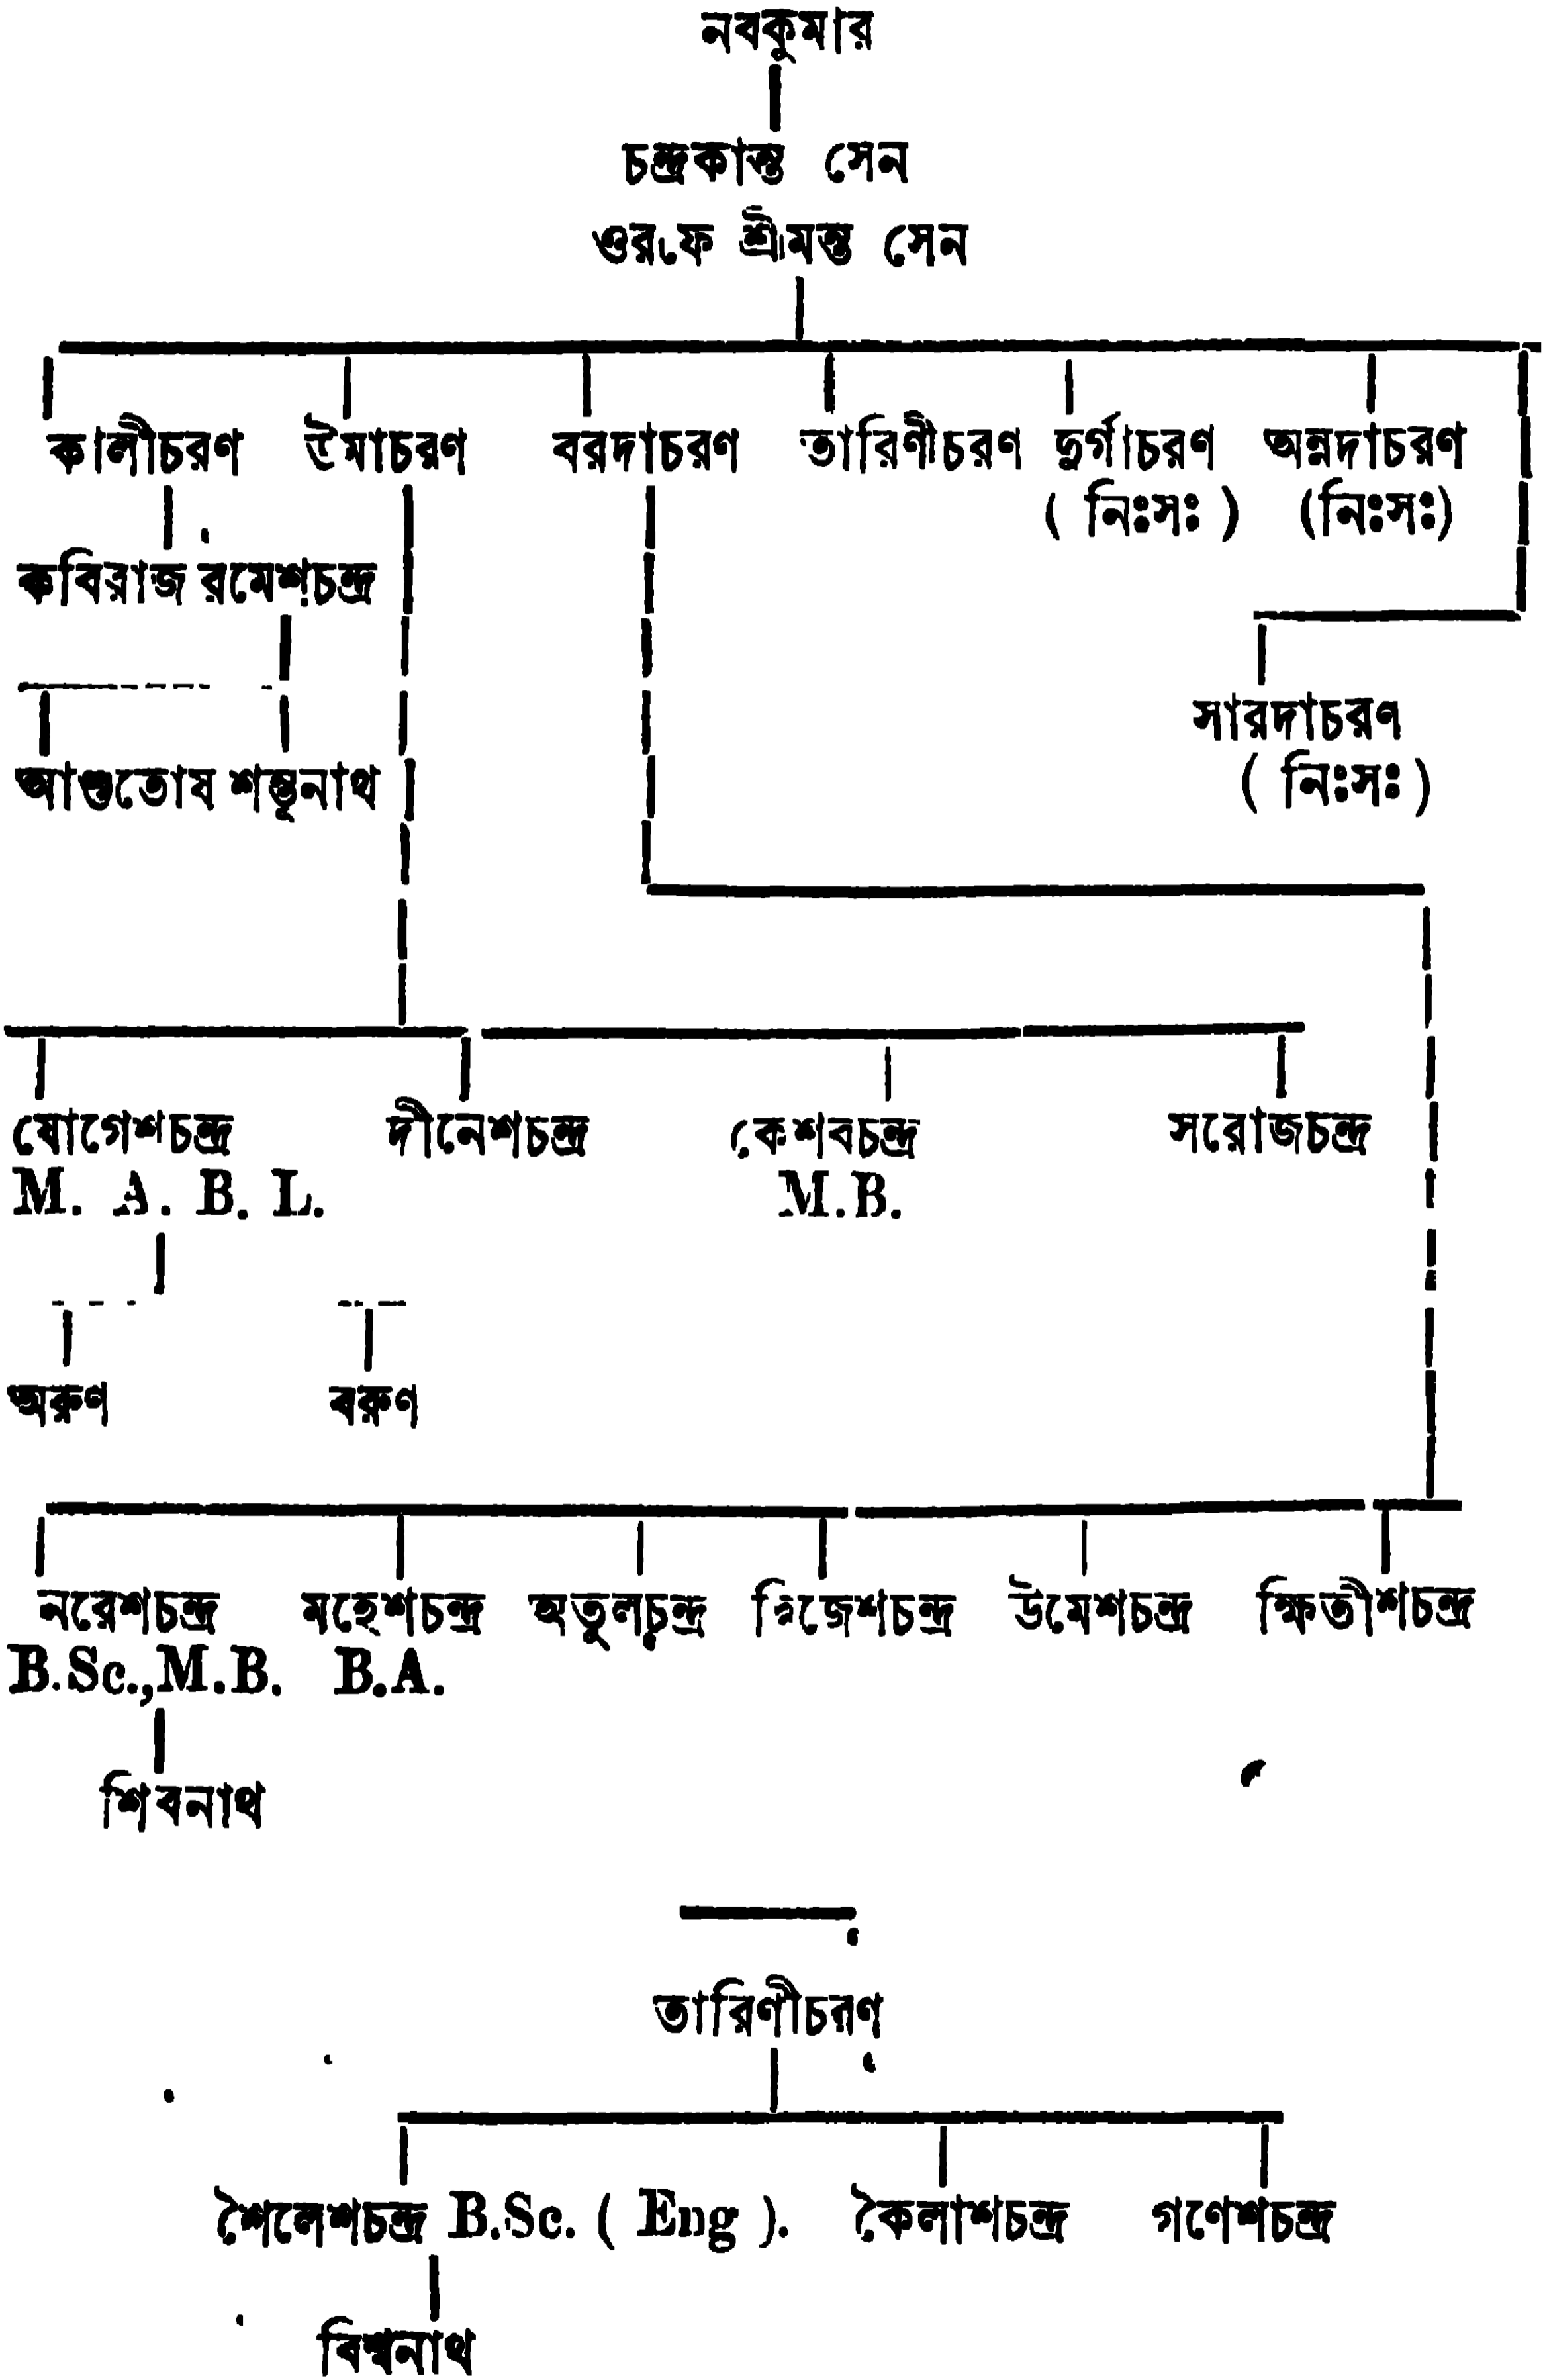 নবকুমার
চন্দ্রকান্ত সেন
ওরফে শ্রীমন্ত সেন
কালীচরণ উমাচরণ বরদাচরণ তারিণীচরণ দুর্গাচরণ অন্নদাচরণ
( নিঃসঃ ) (নিঃসঃ)
কবিরাজ রমেশচন্দ্র
সারদাচরণ
আশুতোষ শম্ভূনাথ
( নিঃসঃ )
যোগেশচন্দ্র দীনেশচন্দ্র কেশবচন্দ্র সরোজচন্দ্র
M. A. B. L. M.B.
অরুণ বরুণ
নরেশচন্দ্র মহেশচন্দ্র অতুলচন্দ্র উমেশচন্দ্র ক্ষিতীশচন্দ্র
B.Sc.,M.B. B.A.
শিবনাথ
তারিণীচরণ
শৈলেশচন্দ্র B.Sc. ( Eng ). কৈলাশচন্দ্র গণেশচন্দ্র
বিশ্বনাথ